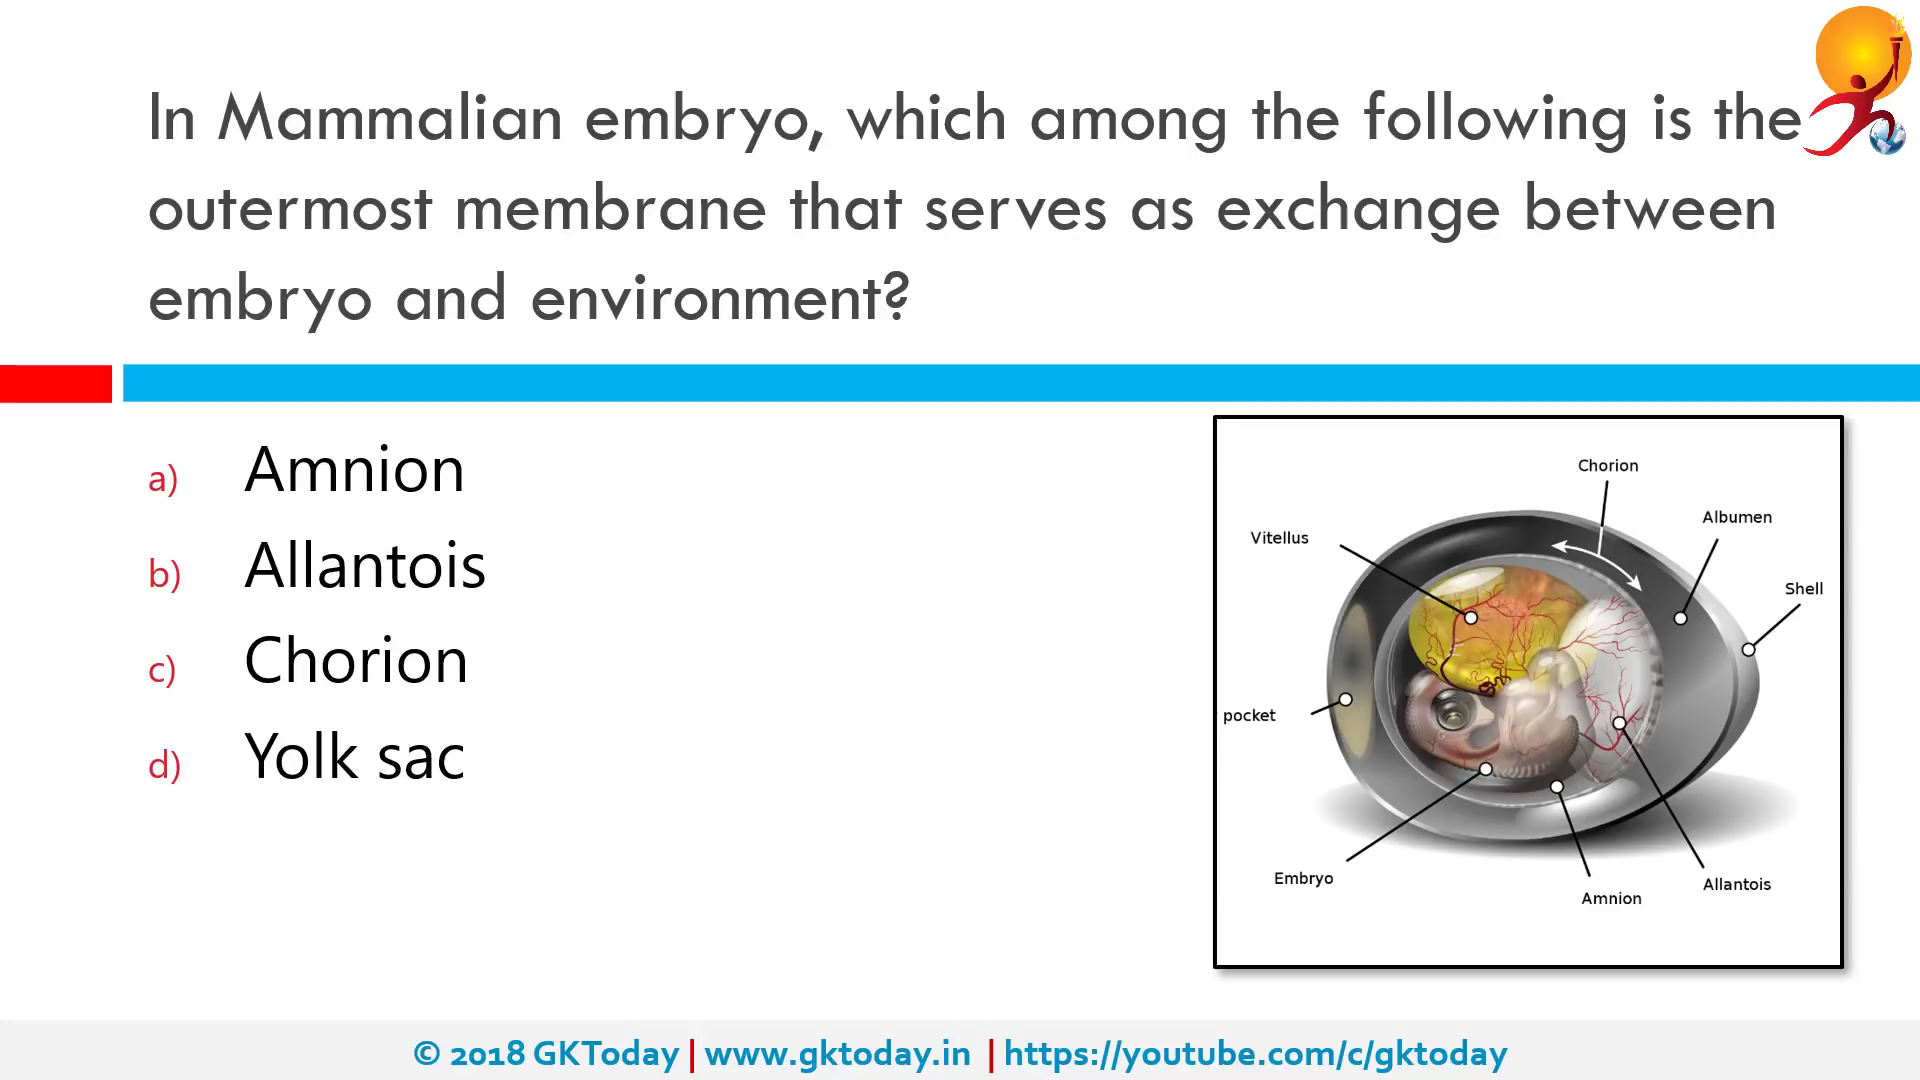 In Mammalian embryo, which among the following is the
outermost membrane that serves as exchange between
embryo and environment?
a) Amnion
b) Allantois
c) Chorion
d) Yolk sac
Chorion
Albumen
Vitellus
Shell
pocket
Embryo
Allantois
Amnion
© 2018 GKToday | www.gktoday.in | https://youtube.com/c/gktoday